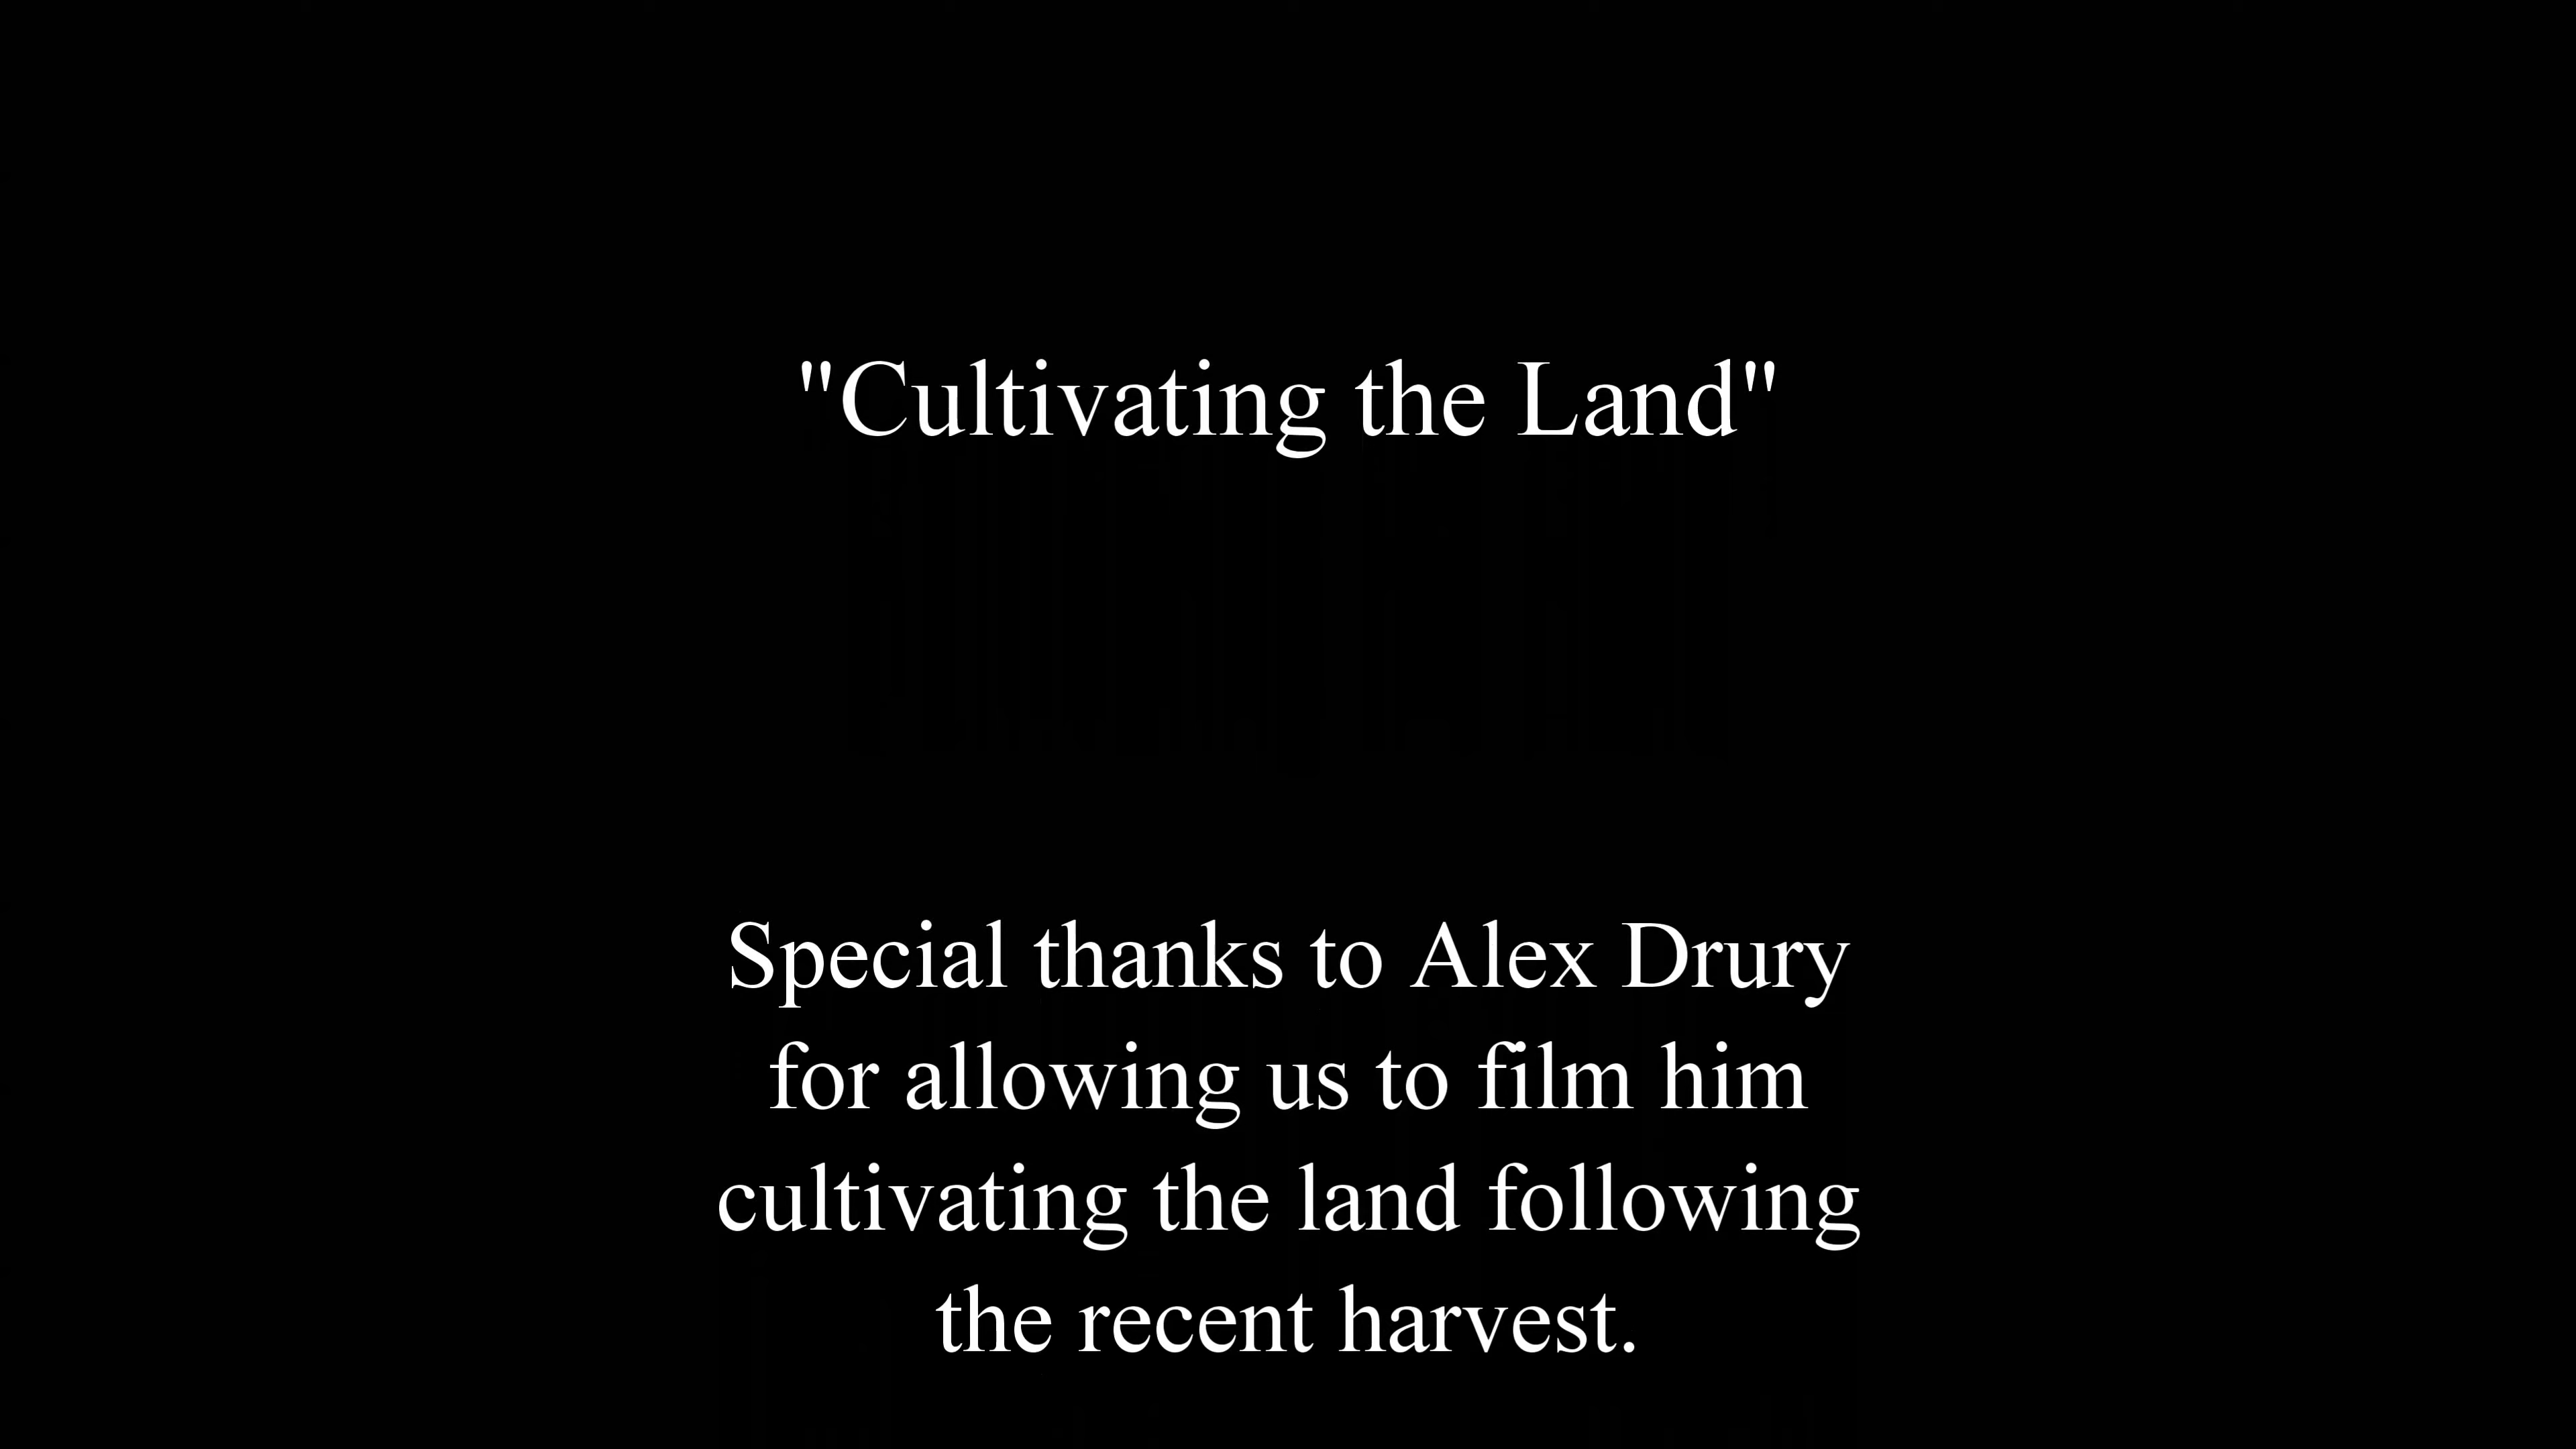 "Cultivating the Land"
Special thanks to Alex Drury
for allowing us to film him
cultivating the land following
the recent harvest.